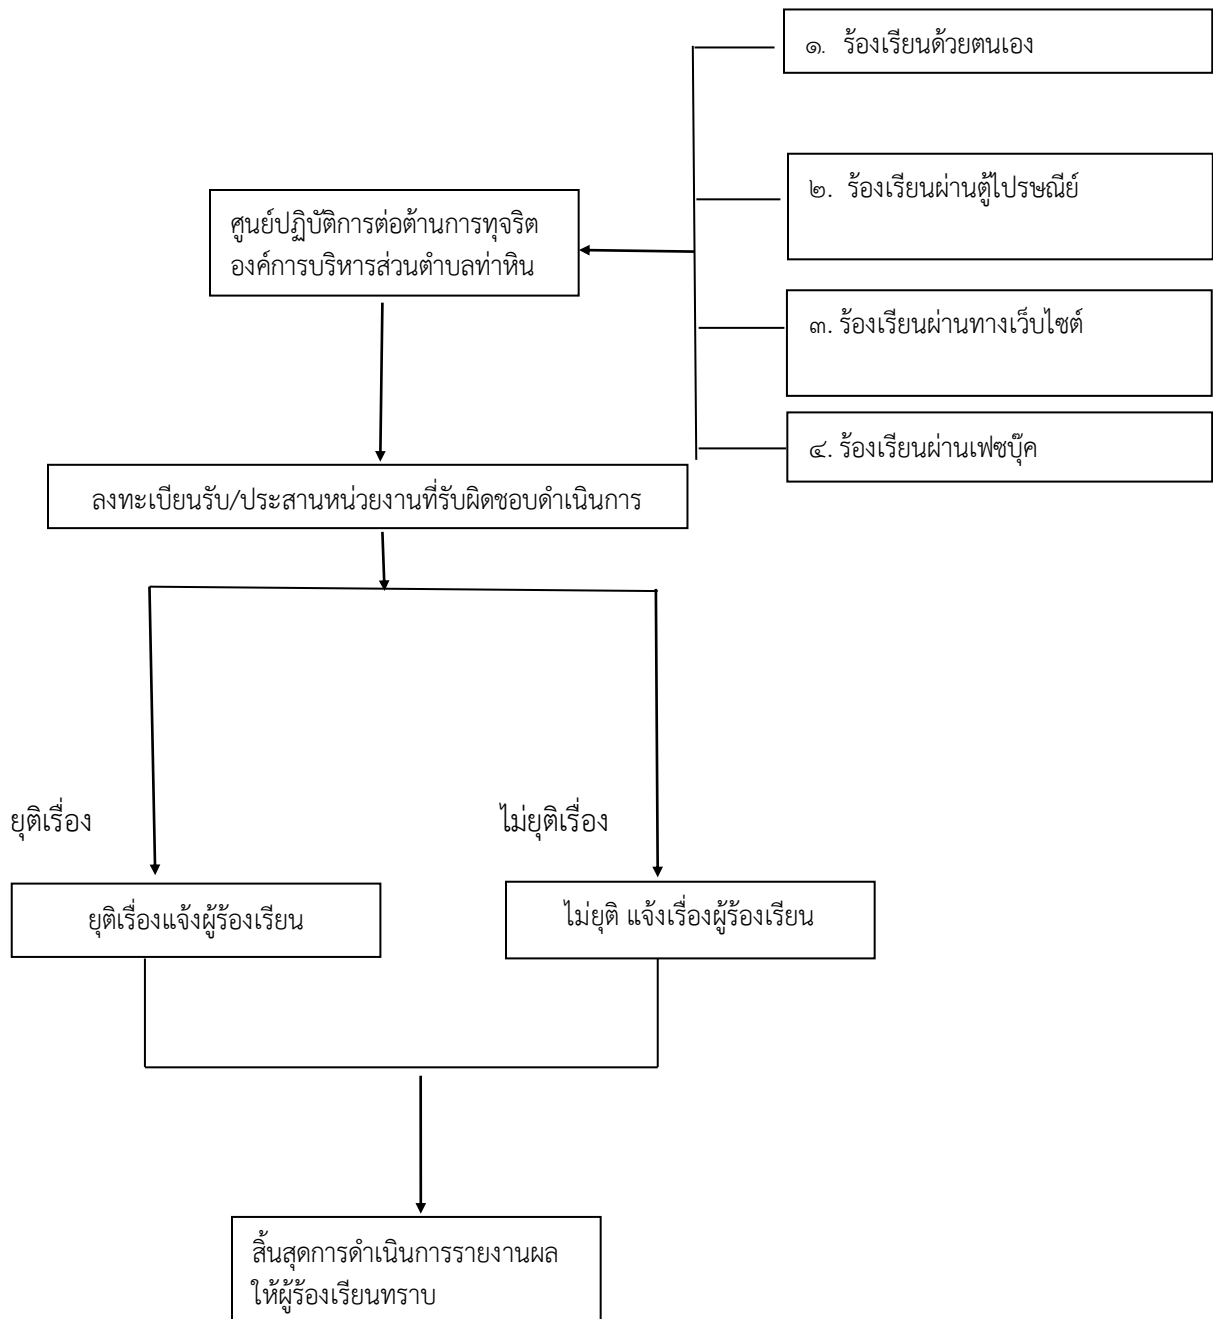 ๑. ร้องเรียนด้วยตนเอง
๒. ร้องเรียนผ่านตู้ไปรษณีย์
ศูนย์ปฏิบัติการต่อต้านการทุจริต
องค์การบริหารส่วนตำบลท่าหิน
๓. ร้องเรียนผ่านทางเว็บไซต์
๔. ร้องเรียนผ่านเฟซบุ๊ค
ลงทะเบียนรับ/ประสานหน่วยงานที่รับผิดชอบดำเนินการ
ยุติเรื่อง
ไม่ยุติเรื่อง
ยุติเรื่องแจ้งผู้ร้องเรียน
ไม่ยุติ แจ้งเรื่องผู้ร้องเรียน
สิ้นสุดการดำเนินการรายงานผล
ให้ผู้ร้องเรียนทราบ